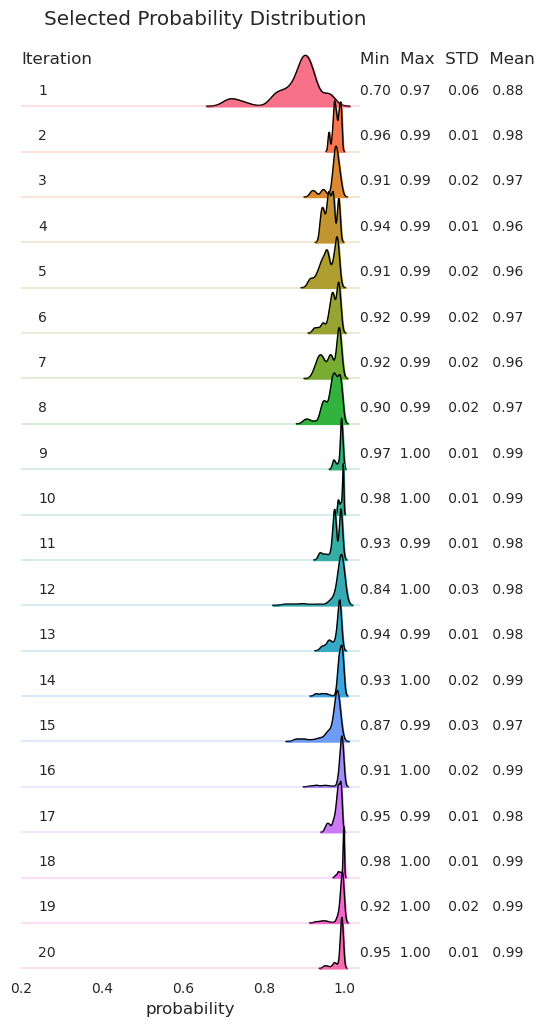 Selected Probability Distribution
Iteration Min Max STD Mean
1 0.70 0.97 0.06 0.88
2 0.96 0.99 0.01 0.98
3 0.91 0.99 0.02 0.97
4 0.94 0.99 0.01 0.96
5 0.91 0.99 0.02 0.96
6 0.92 0.99 0.02 0.97
7 0.92 0.99 0.02 0.96
8 0.90 0.99 0.02 0.97
9 0.97 1.00 0.01 0.99
10 0.98 1.00 0.01 0.99
11 0.93 0.99 0.01 0.98
12 0.84 1.00 0.03 0.98
13 0.94 0.99 0.01 0.98
14 0.93 1.00 0.02 0.99
15 0.87 0.99 0.03 0.97
16 0.91 1.00 0.02 0.99
17 0.95 0.99 0.01 0.98
18 0.98 1.00 0.01 0.99
19 0.92 1.00 0.02 0.99
20 0.95 1.00 0.01 0.99
0.2 0.4 0.6 0.8 1.0
probability